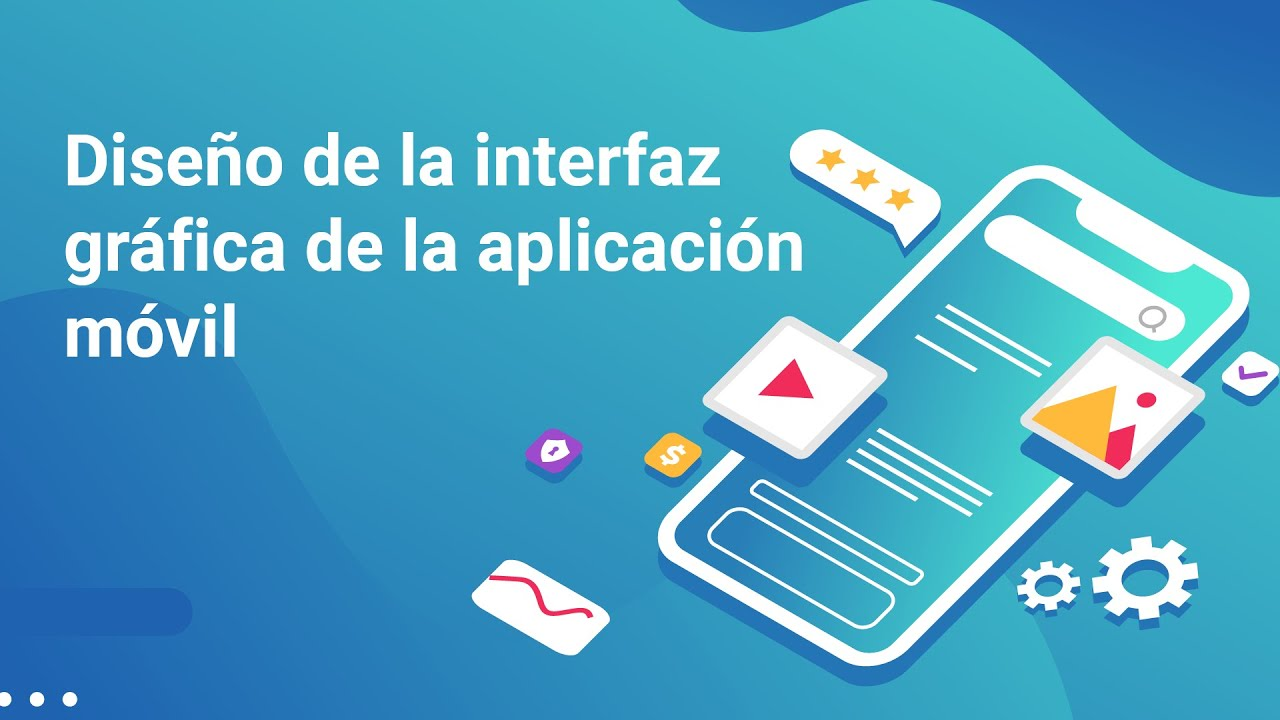 Diseño de la interfaz
gráfica de la aplicación
móvil
$